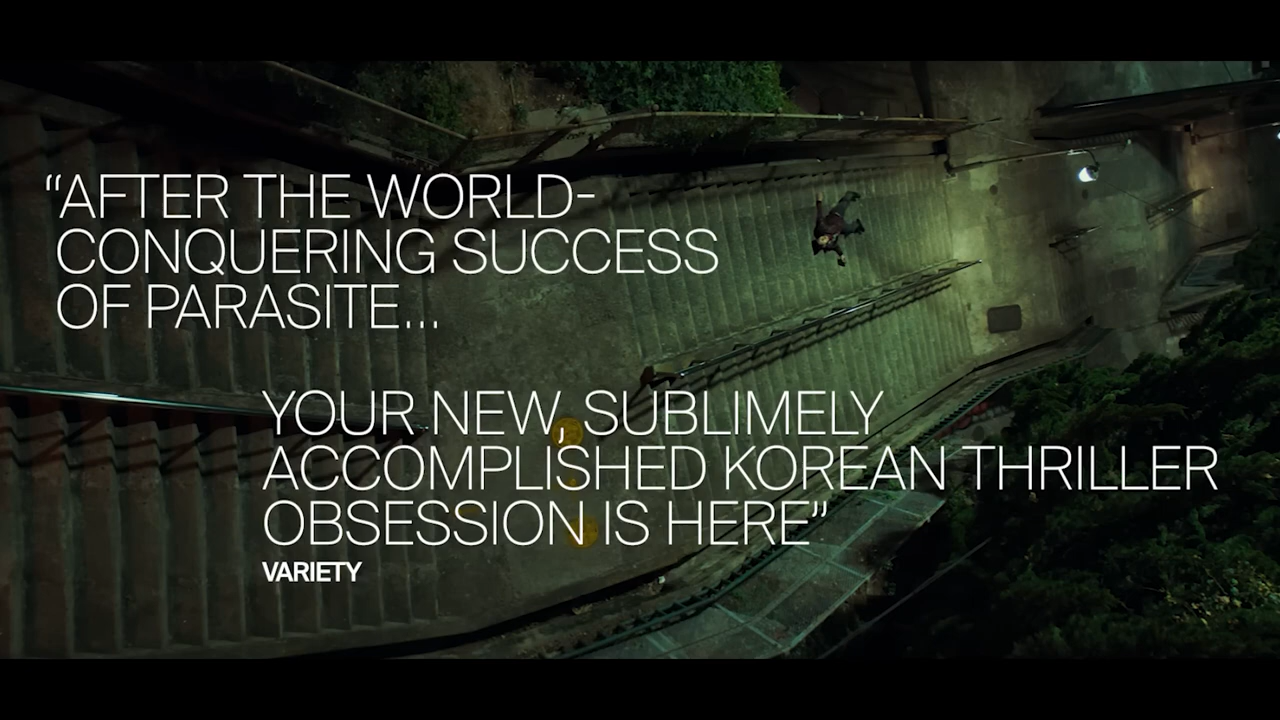 “AFTER THE WORLD-
CONQUERING SUCCESS
OF PARASITE...
YOUR NEW, SUBLIMELY
ACCOMPLISHED KOREAN THRILLER
OBSESSION IS HERE”
VARIETY